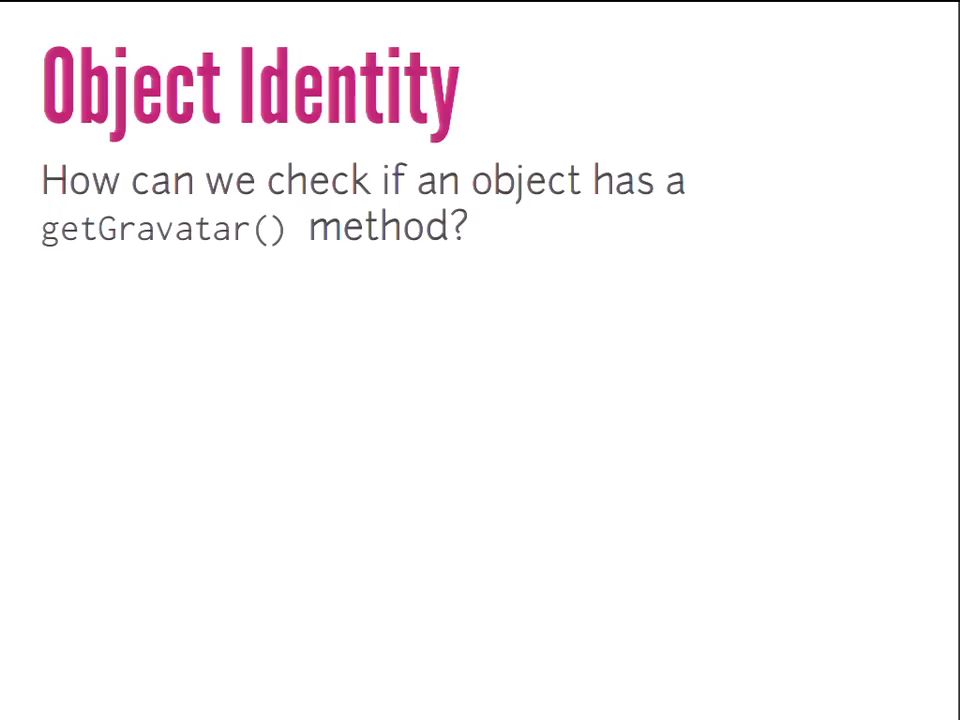 Object Identity
How can we check if an object has a
getGravatar() method?